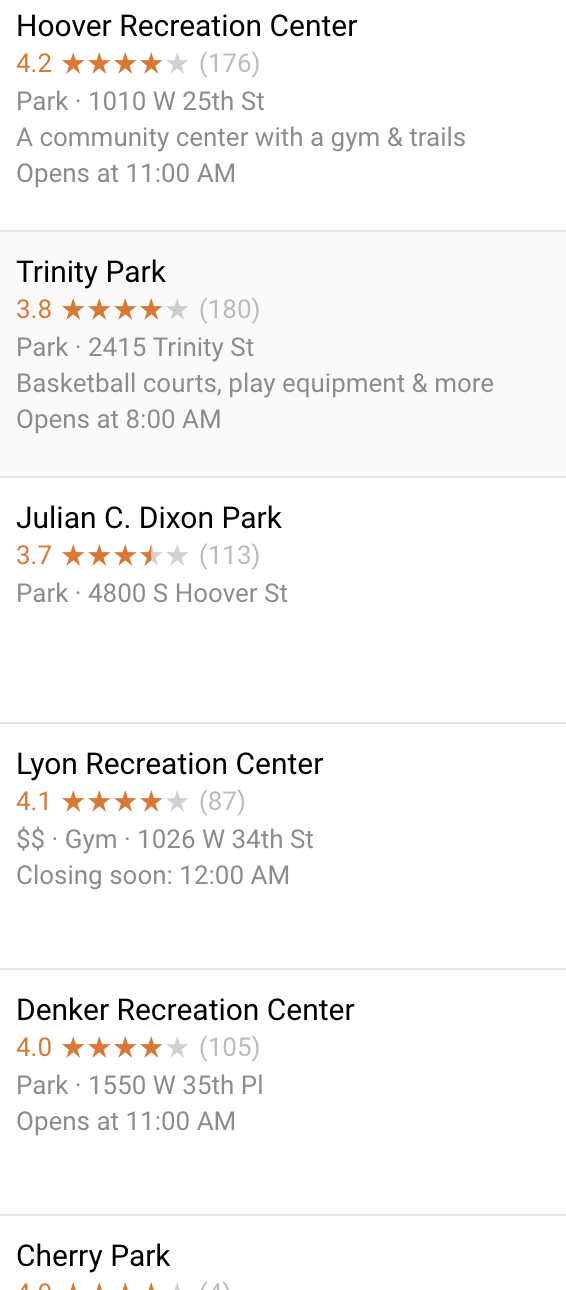 Hoover Recreation Center
4.2 ★★★★★ (176)
Park · 1010 W 25th St
A community center with a gym & trails
Opens at 11:00 AM
Trinity Park
3.8 ★★★★★ (180)
Park · 2415 Trinity St
Basketball courts, play equipment & more
Opens at 8:00 AM
Julian C. Dixon Park
3.7 ★★★★★ (113)
Park · 4800 S Hoover St
Lyon Recreation Center
4.1 ★★★★★ (87)
$$ · Gym · 1026 W 34th St
Closing soon: 12:00 AM
Denker Recreation Center
4.0 ★★★★★ (105)
Park · 1550 W 35th Pl
Opens at 11:00 AM
Cherry Park